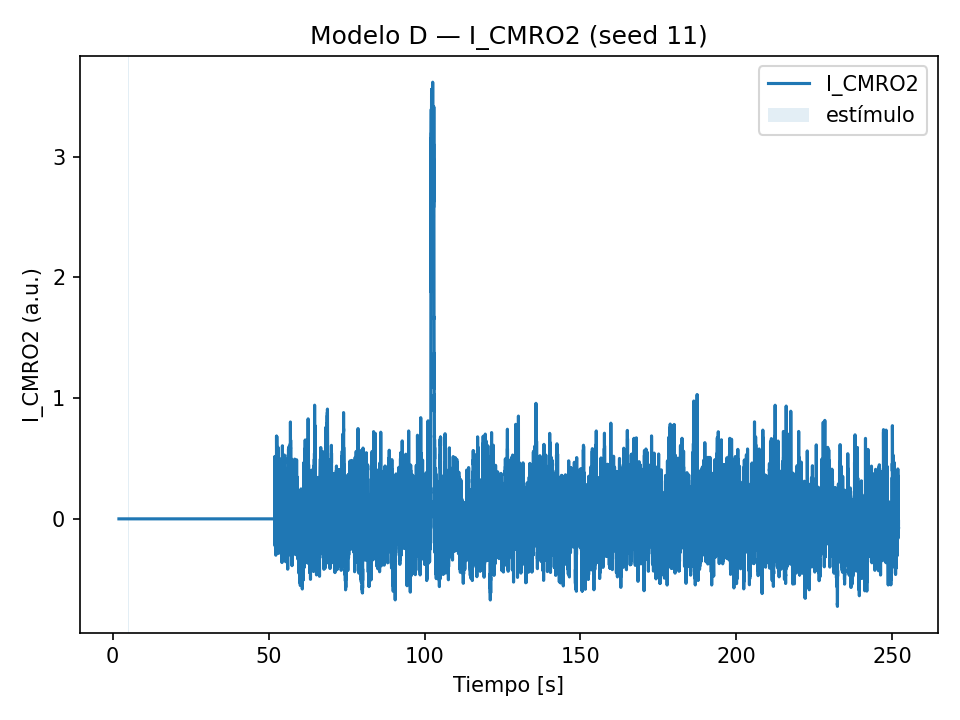 Modelo D — I_CMRO2 (seed 11)
I_CMRO2
estímulo
I_CMRO2 (a.u.)
3
2
1
0
0 50 100 150 200 250
Tiempo [s]